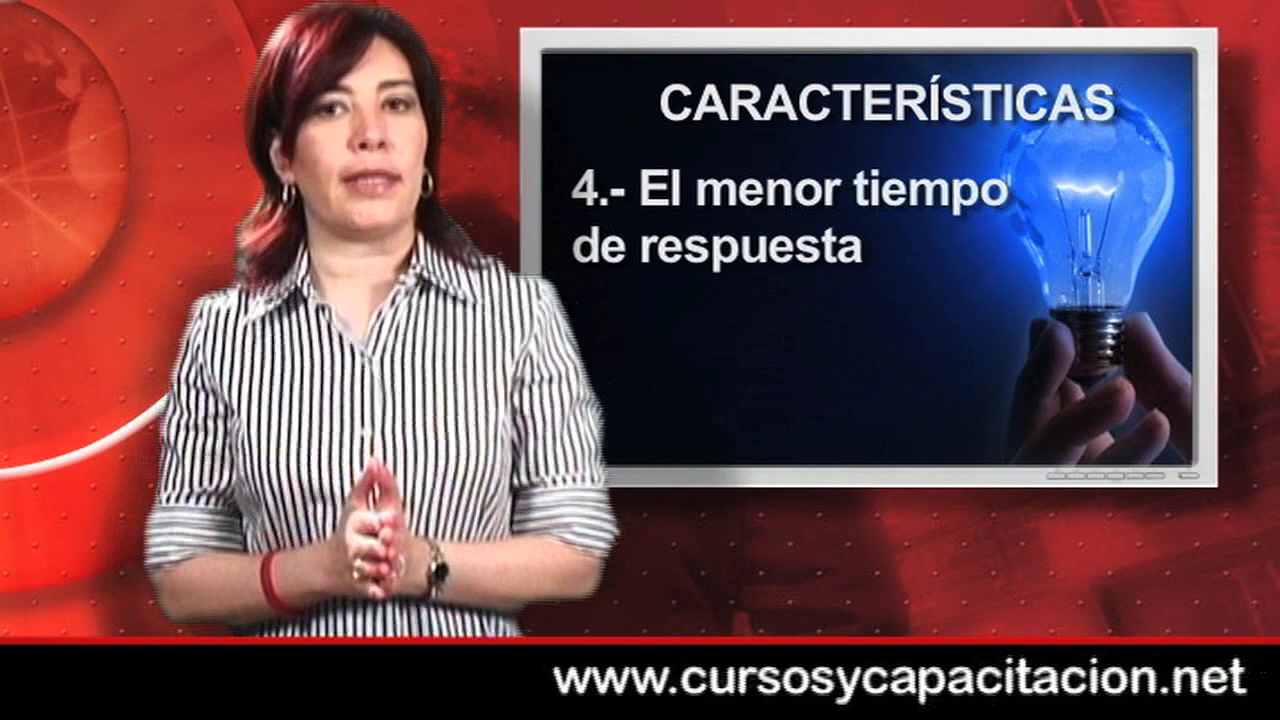 CARACTERÍSTICAS
4.- El menor tiempo
de respuesta
www.cursosycapacitacion.net